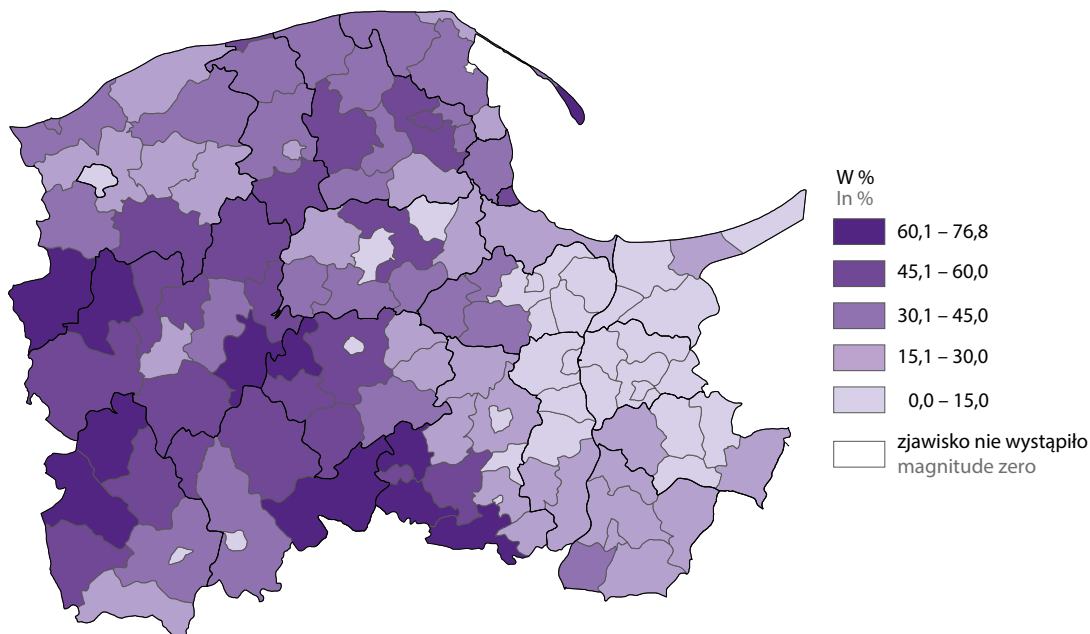 W %
In %
60,1 – 76,8
45,1 – 60,0
30,1 – 45,0
15,1 – 30,0
0,0 – 15,0
zjawisko nie wystąpiło
magnitude zero